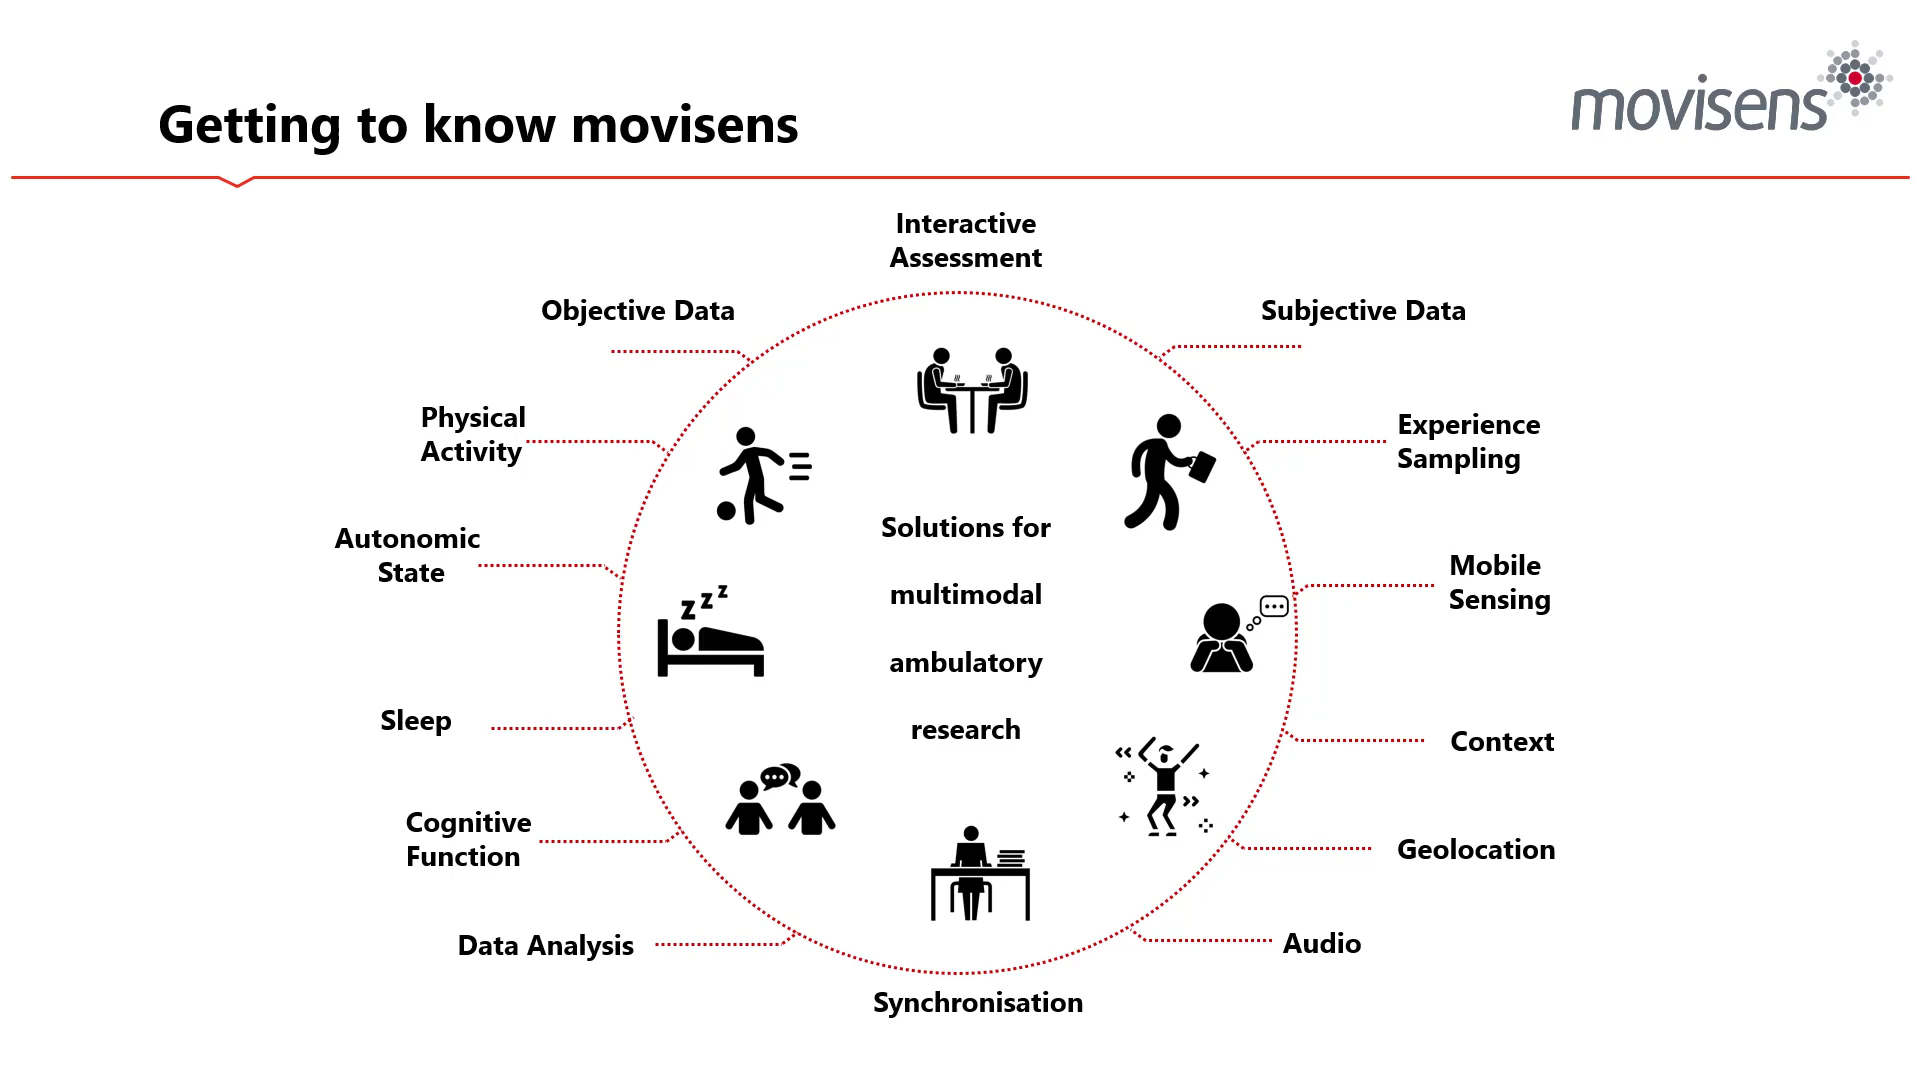 Getting to know movisens
movisens
Interactive
Assessment
Objective Data
Subjective Data
Physical
Activity
Experience
Sampling
Autonomic
State
Solutions for
multimodal
ambulatory
research
Mobile
Sensing
z z z
Sleep
Context
Cognitive
Function
Geolocation
Data Analysis
Audio
Synchronisation